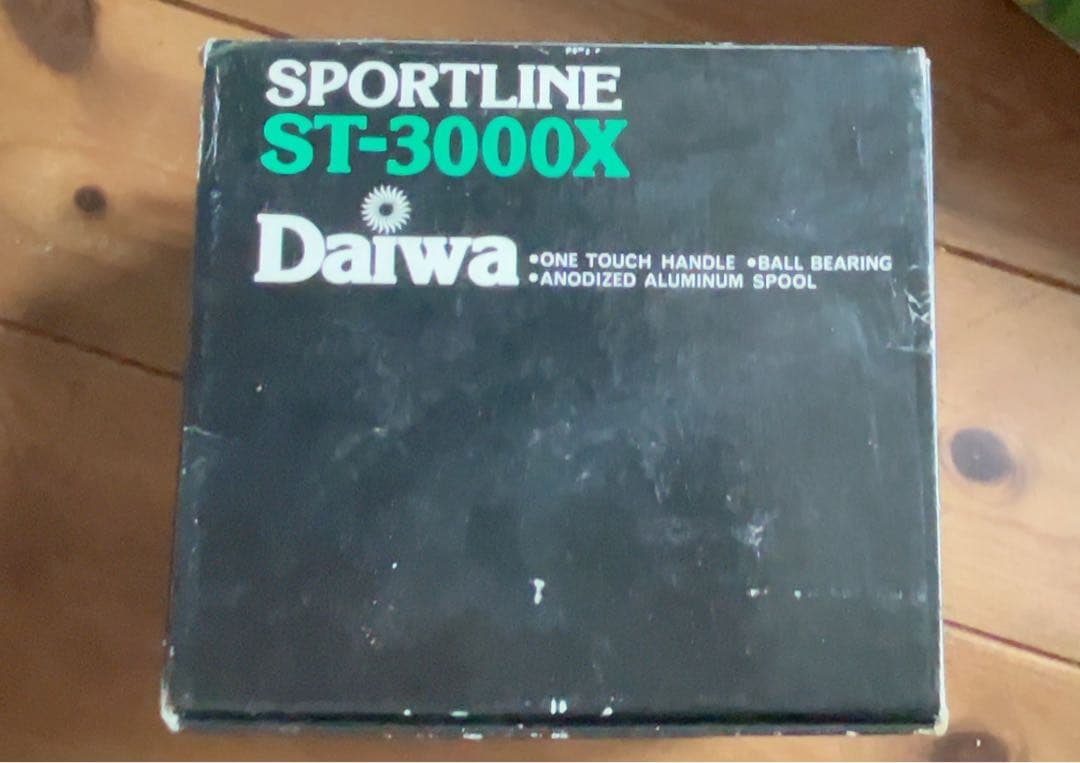 SPORTLINE
ST-3000X
Daiwa
•ONE TOUCH HANDLE •BALL BEARING
•ANODIZED ALUMINUM SPOOL